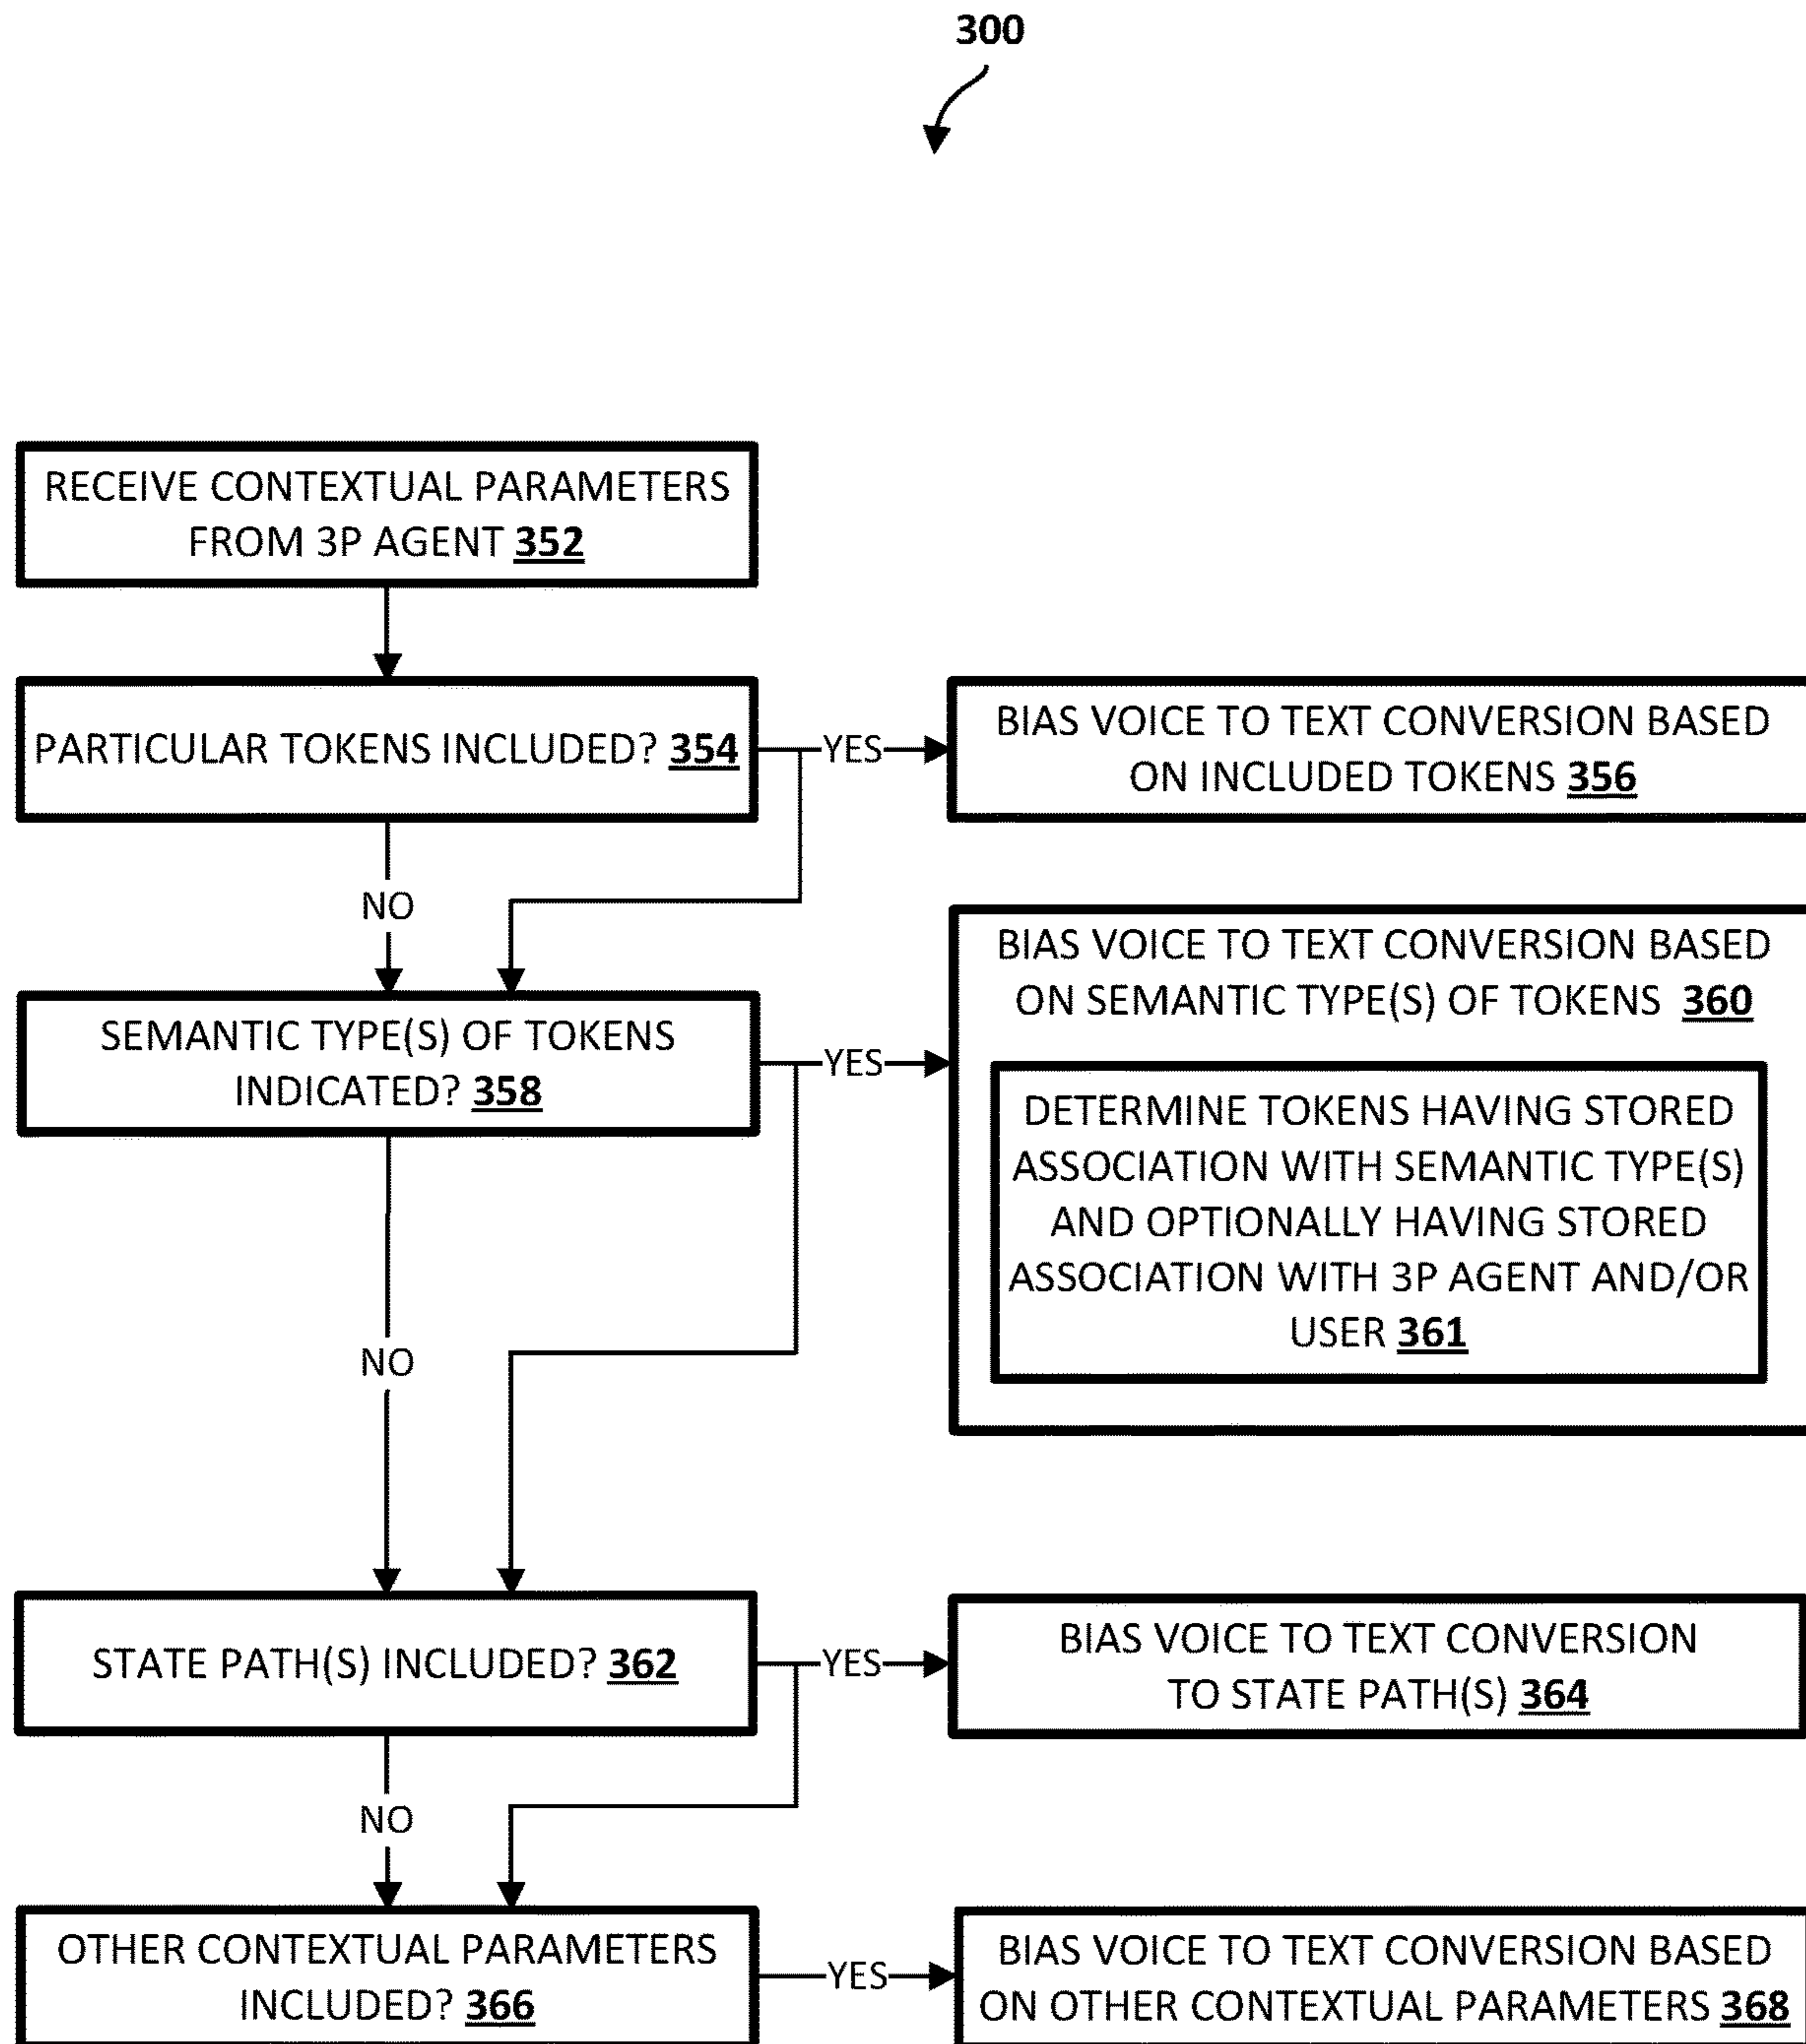 300
RECEIVE CONTEXTUAL PARAMETERS
FROM 3P AGENT 352
PARTICULAR TOKENS INCLUDED? 354
YES
BIAS VOICE TO TEXT CONVERSION BASED
ON INCLUDED TOKENS 356
NO
SEMANTIC TYPE(S) OF TOKENS
INDICATED? 358
YES
BIAS VOICE TO TEXT CONVERSION BASED
ON SEMANTIC TYPE(S) OF TOKENS 360
DETERMINE TOKENS HAVING STORED
ASSOCIATION WITH SEMANTIC TYPE(S)
AND OPTIONALLY HAVING STORED
ASSOCIATION WITH 3P AGENT AND/OR
USER 361
NO
STATE PATH(S) INCLUDED? 362
YES
BIAS VOICE TO TEXT CONVERSION
TO STATE PATH(S) 364
NO
OTHER CONTEXTUAL PARAMETERS
INCLUDED? 366
YES
BIAS VOICE TO TEXT CONVERSION BASED
ON OTHER CONTEXTUAL PARAMETERS 368